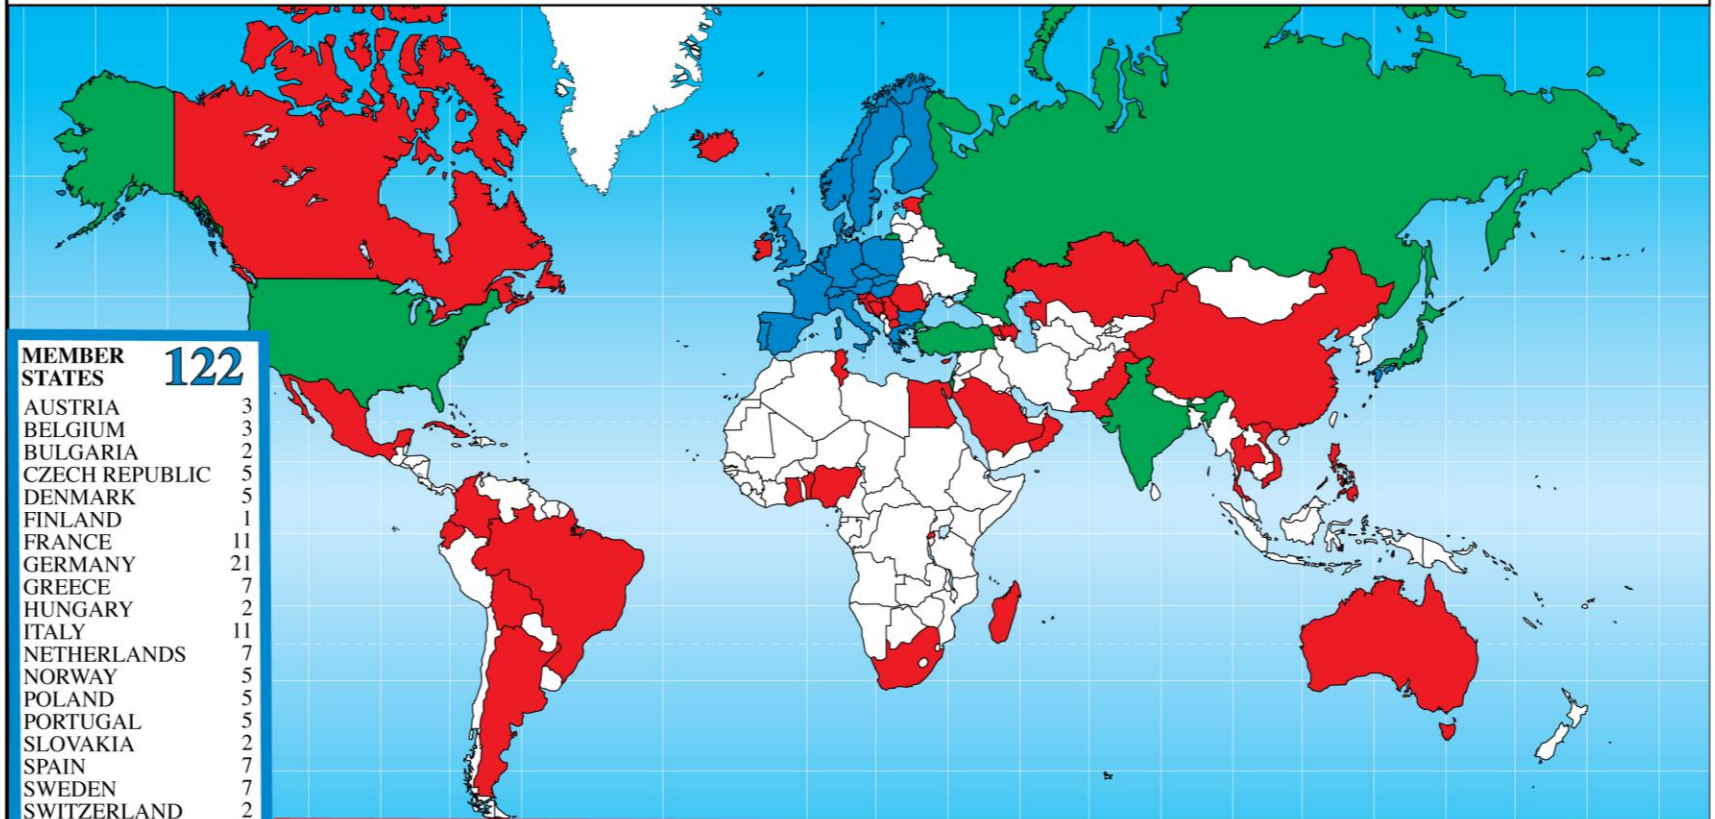 MEMBER
STATES 122
AUSTRIA 3
BELGIUM 3
BULGARIA 2
CZECH REPUBLIC 5
DENMARK 5
FINLAND 1
FRANCE 11
GERMANY 21
GREECE 7
HUNGARY 2
ITALY 11
NETHERLANDS 7
NORWAY 5
POLAND 5
PORTUGAL 5
SLOVAKIA 2
SPAIN 7
SWEDEN 7
SWITZERLAND 2